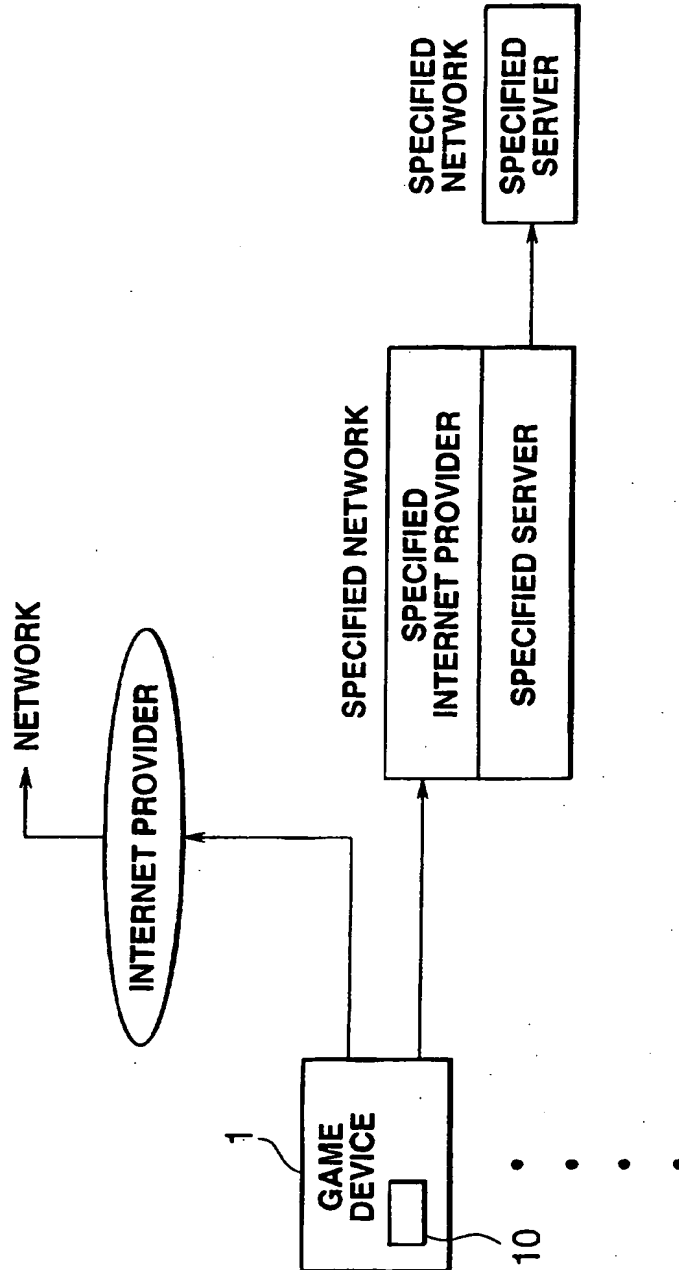 NETWORK
INTERNET PROVIDER
1
GAME
DEVICE
10
SPECIFIED NETWORK
SPECIFIED
INTERNET PROVIDER
SPECIFIED SERVER
SPECIFIED
NETWORK
SPECIFIED
SERVER